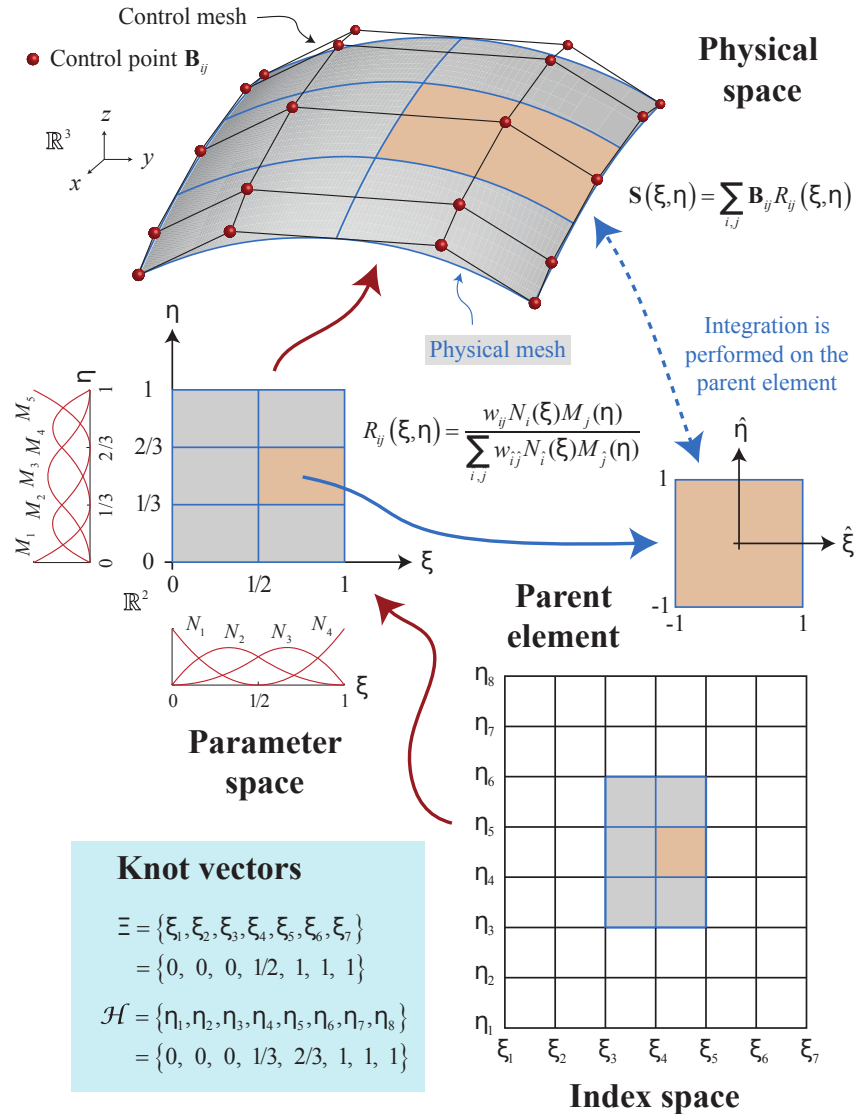 Control mesh
Control point B_ij
Physical space
ℝ³
z
y
x
S(ξ,η) = ∑_{i,j} B_ij R_ij(ξ,η)
Physical mesh
Integration is
performed on the
parent element
η
1
2/3
1/3
0
0 1/2 1
ξ
ℝ²
η
M_1 M_2 M_3 M_4 M_5
0 1/3 2/3 1
R_ij(ξ,η) = w_ij N_i(ξ) M_j(η) / ∑_{i,j} w_îĵ N_î(ξ) M_ĵ(η)
η̂
1
ξ̂
-1
-1 1
Parent
element
N_1 N_2 N_3 N_4
0 1/2 1 ξ
Parameter
space
η_8
η_7
η_6
η_5
η_4
η_3
η_2
η_1
ξ_1 ξ_2 ξ_3 ξ_4 ξ_5 ξ_6 ξ_7
Index space
Knot vectors
Ξ = {ξ_1, ξ_2, ξ_3, ξ_4, ξ_5, ξ_6, ξ_7}
= {0, 0, 0, 1/2, 1, 1, 1}
ℋ = {η_1, η_2, η_3, η_4, η_5, η_6, η_7, η_8}
= {0, 0, 0, 1/3, 2/3, 1, 1, 1}